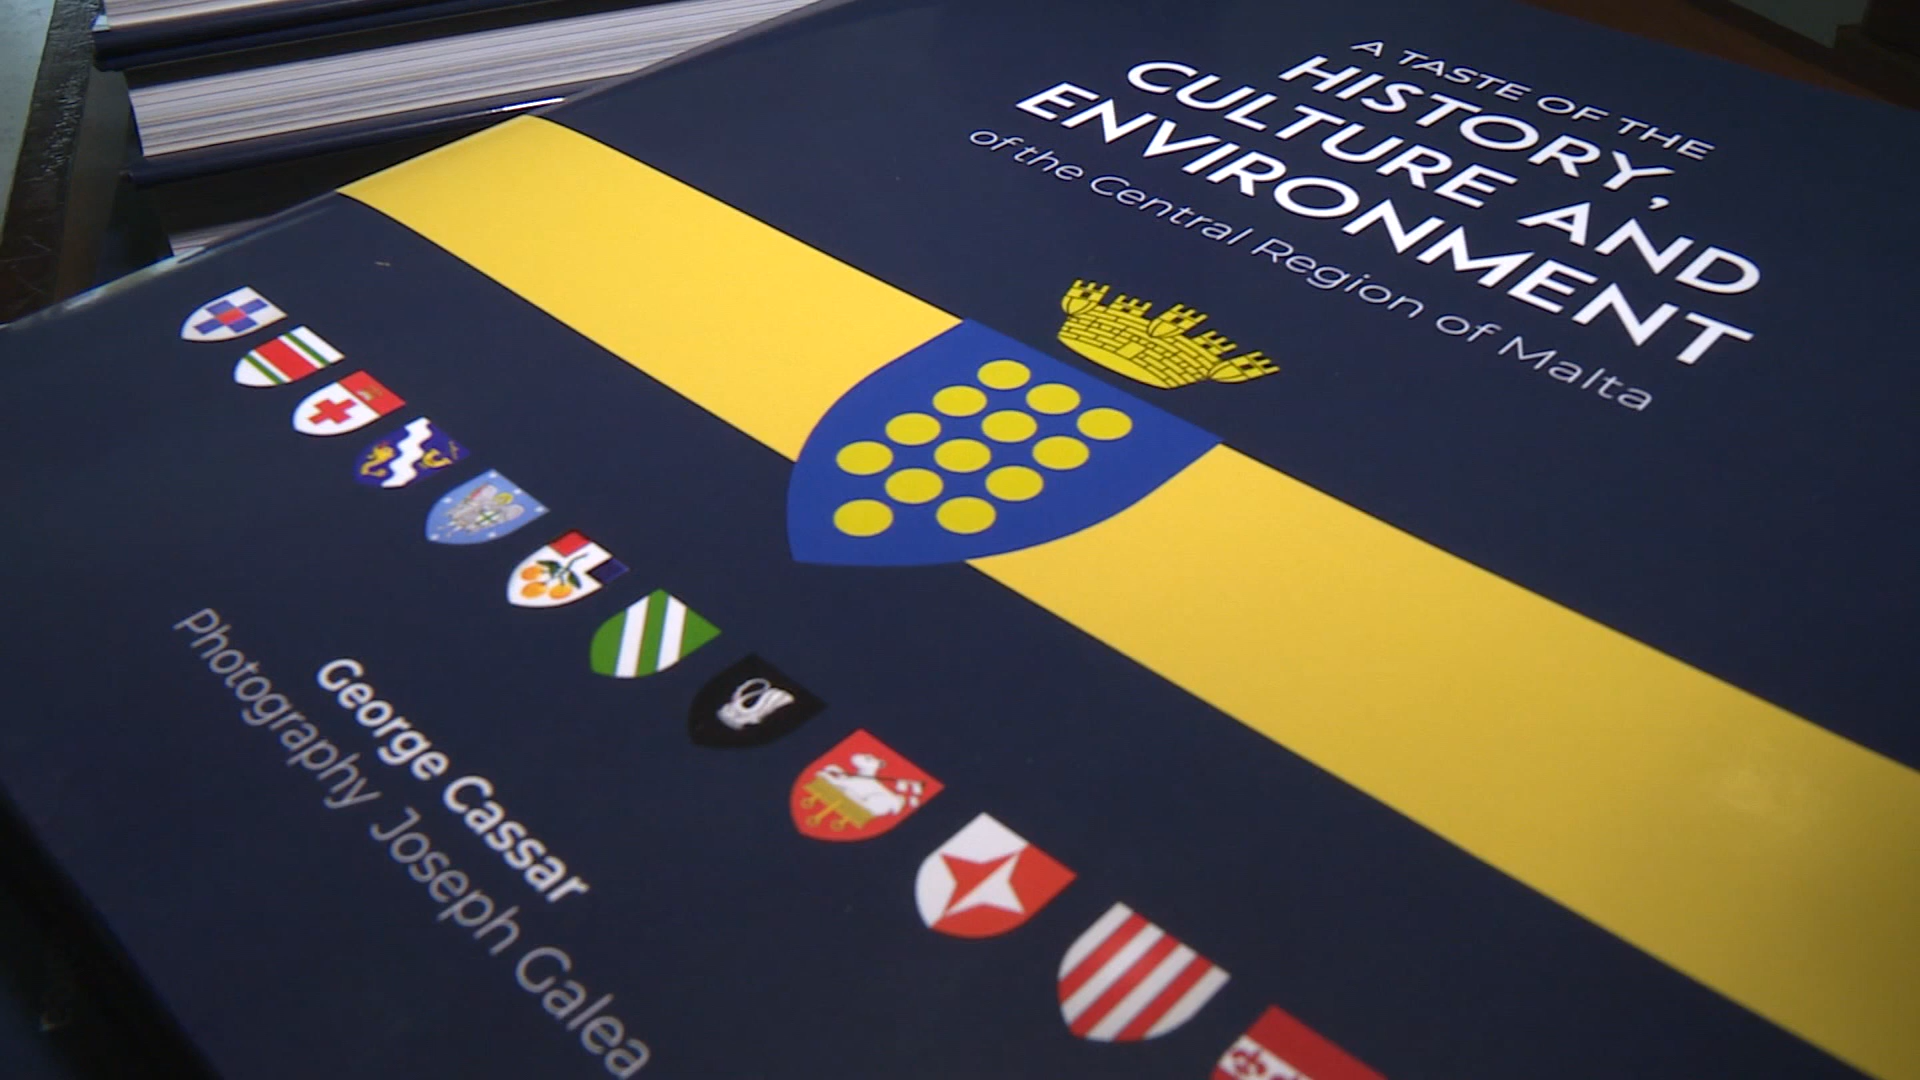 A TASTE OF THE
HISTORY,
CULTURE AND
ENVIRONMENT
of the Central Region of Malta
George Cassar
Photography Joseph Galea